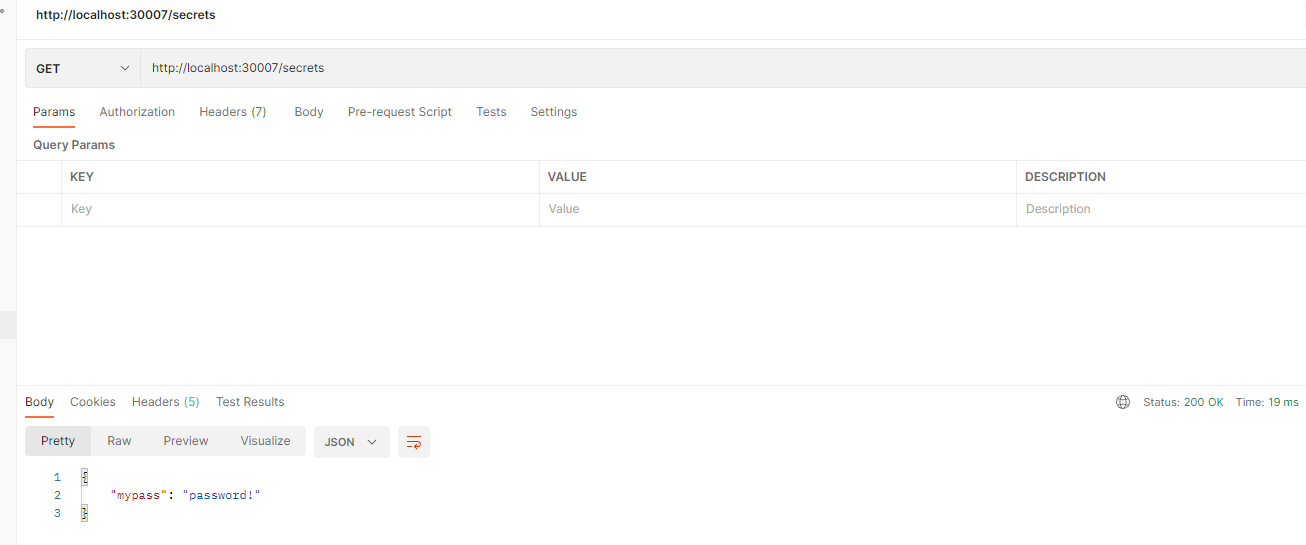 http://localhost:30007/secrets
GET http://localhost:30007/secrets
Params Authorization Headers (7) Body Pre-request Script Tests Settings
Query Params
KEY VALUE DESCRIPTION
Key Value Description
Body Cookies Headers (5) Test Results Status: 200 OK Time: 19 ms
Pretty Raw Preview Visualize JSON
1 {
2 "mypass": "password!"
3 }